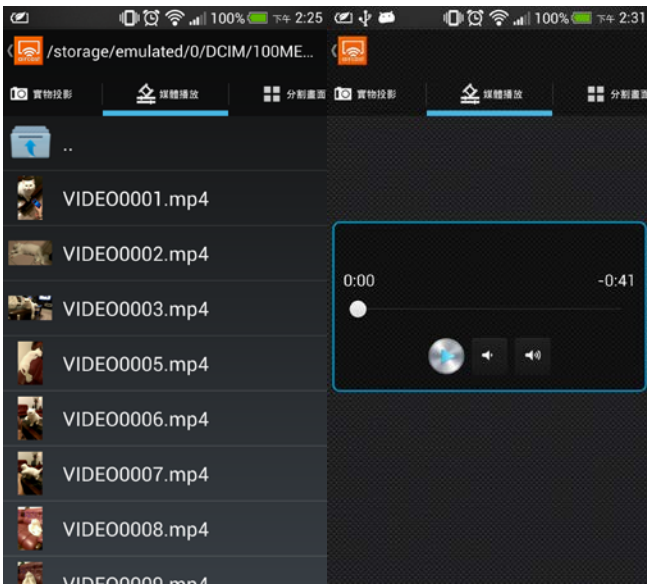 100% 下午 2:25
/storage/emulated/0/DCIM/100ME...
實物投影 媒體播放 分割畫面
..
VIDEO0001.mp4
VIDEO0002.mp4
VIDEO0003.mp4
VIDEO0005.mp4
VIDEO0006.mp4
VIDEO0007.mp4
VIDEO0008.mp4
VIDEO0009.mp4
100% 下午 2:31
實物投影 媒體播放 分割畫面
0:00 -0:41